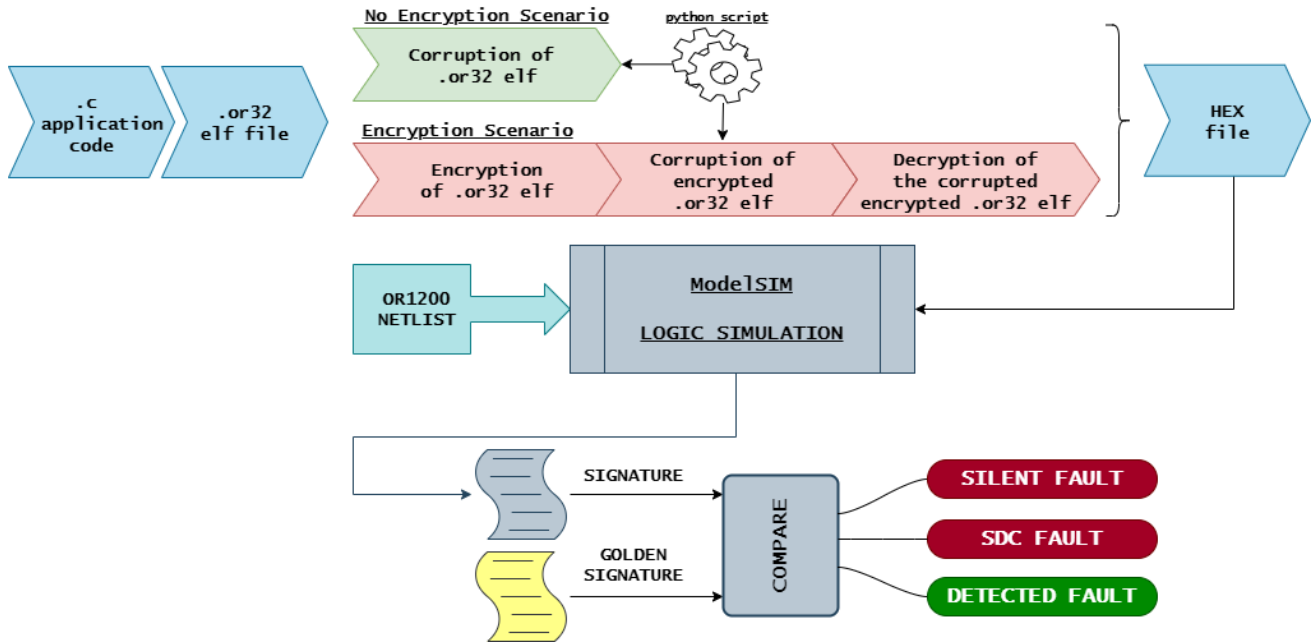 No Encryption Scenario
python script
Corruption of
.or32 elf
.c
application
code
.or32
elf file
HEX
file
Encryption Scenario
Encryption
of .or32 elf
Corruption of
encrypted
.or32 elf
Decryption of
the corrupted
encrypted .or32 elf
OR1200
NETLIST
ModelSIM
LOGIC SIMULATION
SIGNATURE
GOLDEN
SIGNATURE
COMPARE
SILENT FAULT
SDC FAULT
DETECTED FAULT